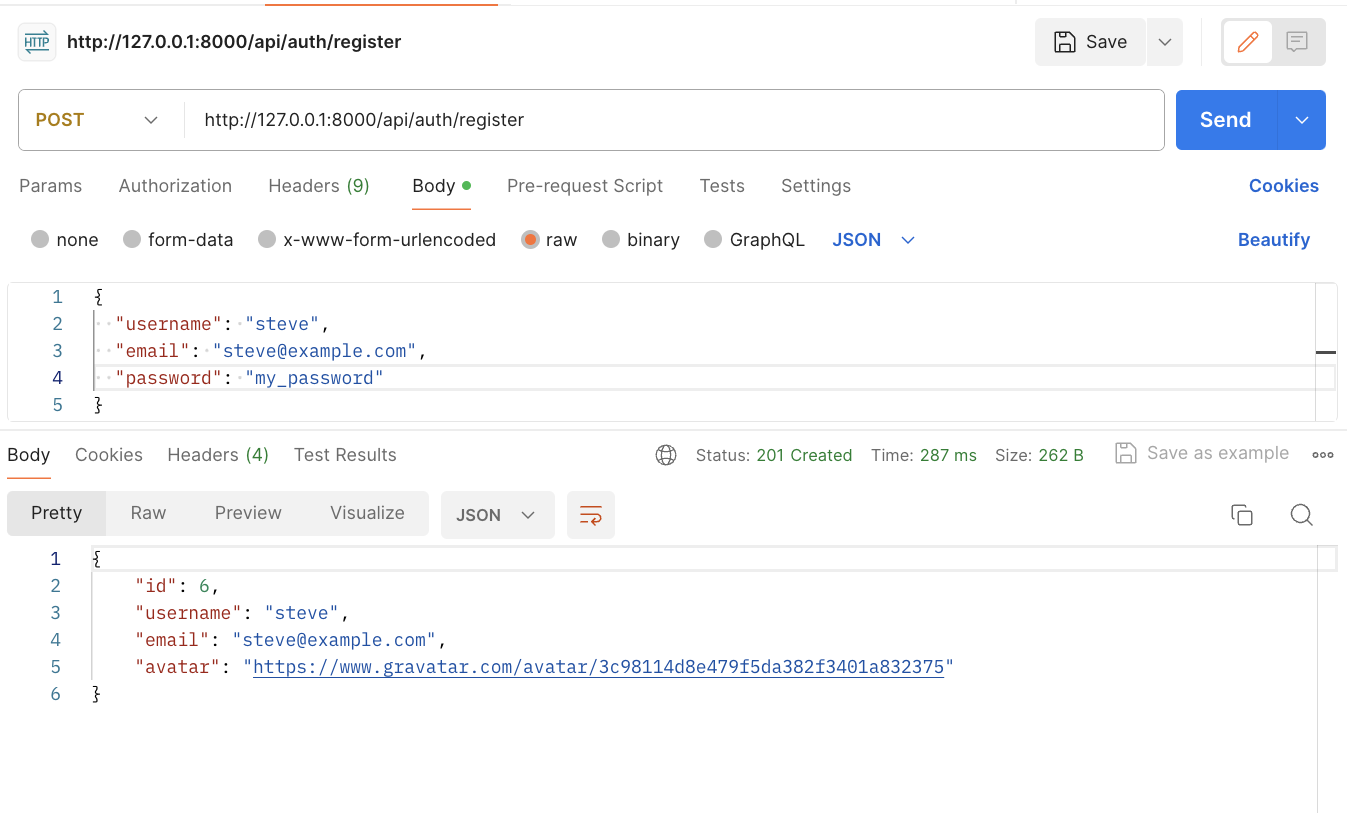 HTTP http://127.0.0.1:8000/api/auth/register Save
POST http://127.0.0.1:8000/api/auth/register Send
Params Authorization Headers (9) Body Pre-request Script Tests Settings Cookies
none form-data x-www-form-urlencoded raw binary GraphQL JSON Beautify
1 {
2 "username": "steve",
3 "email": "steve@example.com",
4 "password": "my_password"
5 }
Body Cookies Headers (4) Test Results Status: 201 Created Time: 287 ms Size: 262 B Save as example
Pretty Raw Preview Visualize JSON
1 {
2 "id": 6,
3 "username": "steve",
4 "email": "steve@example.com",
5 "avatar": "https://www.gravatar.com/avatar/3c98114d8e479f5da382f3401a832375"
6 }